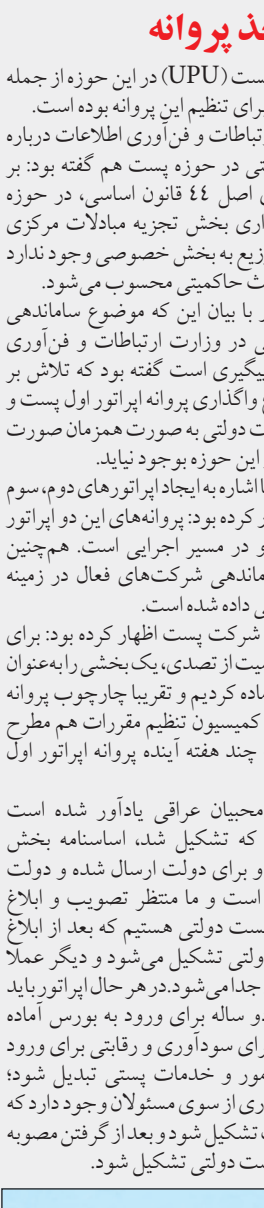 خذ پروانه
ست (UPU) در این حوزه از جمله
برای تنظیم این پروانه بوده است.
رتباطات و فن‌آوری اطلاعات درباره
تی در حوزه پست هم گفته بود: بر
اصل ٤٤ قانون اساسی، در حوزه
اری بخش تجزیه مبادلات مرکزی
زیع به بخش خصوصی وجود ندارد
ث حاکمیتی محسوب می‌شود.
ر با بیان این که موضوع ساماندهی
ی در وزارت ارتباطات و فن‌آوری
پیگیری است گفته بود که تلاش بر
واگذاری پروانه اپراتور اول پست و
ت دولتی به صورت همزمان صورت
این حوزه بوجود نیاید.
ا اشاره به ایجاد اپراتورهای دوم، سوم
ر کرده بود: پروانه‌های این دو اپراتور
و در مسیر اجرایی است. هم‌چنین
ماندهی شرکت‌های فعال در زمینه
ی داده شده است.
شرکت پست اظهار کرده بود: برای
میت از تصدی، یک بخشی را به‌عنوان
ماده کردیم و تقریبا چارچوب پروانه
کمیسیون تنظیم مقررات هم مطرح
چند هفته آینده پروانه اپراتور اول
محبیان عراقی یادآور شده است
که تشکیل شد، اساسنامه بخش
و برای دولت ارسال شده و دولت
است و ما منتظر تصویب و ابلاغ
ست دولتی هستیم که بعد از ابلاغ
ولتی تشکیل می‌شود و دیگر عملا
جدا می‌شود. در هر حال اپراتور باید
دو ساله برای ورود به بورس آماده
رای سودآوری و رقابتی برای ورود
مور و خدمات پستی تبدیل شود؛
ری از سوی مسئولان وجود دارد که
ت تشکیل شود و بعد از گرفتن مصوبه
ست دولتی تشکیل شود.